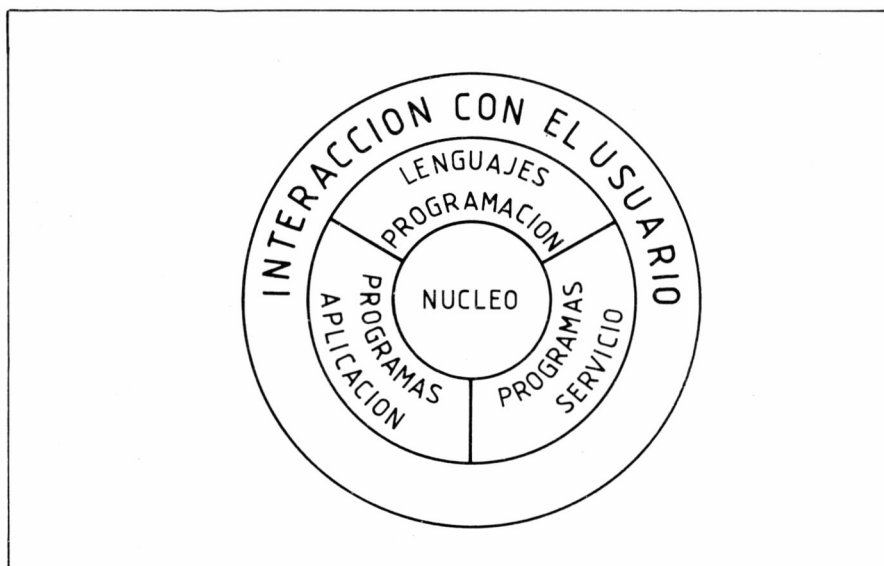 INTERACCION CON EL USUARIO
LENGUAJES
PROGRAMACION
NUCLEO
PROGRAMAS
APLICACION
PROGRAMAS
SERVICIO